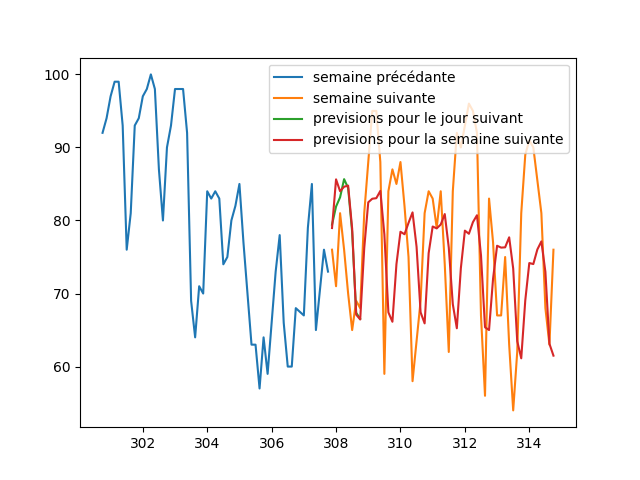 semaine précédante
semaine suivante
previsions pour le jour suivant
previsions pour la semaine suivante
100
90
80
70
60
302 304 306 308 310 312 314